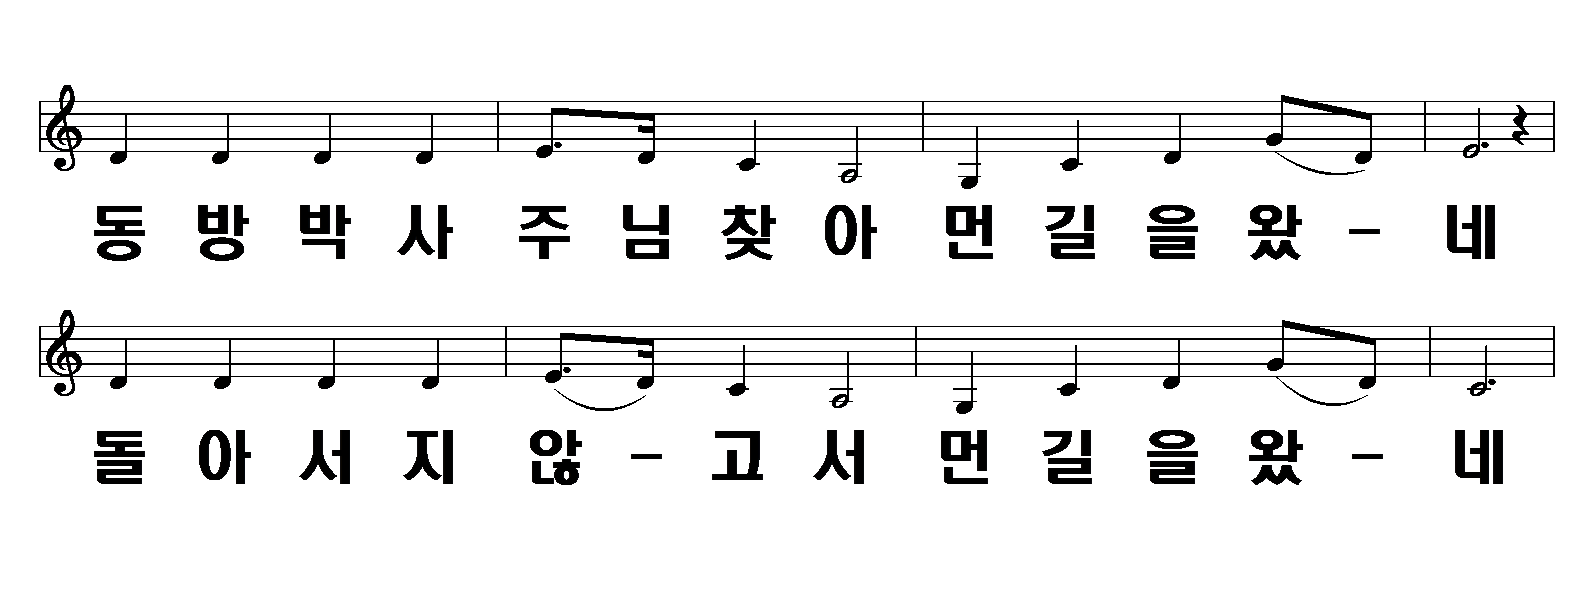 동 방 박 사 주 님 찾 아 먼 길 을 왔 - 네
돌 아 서 지 않 - 고 서 먼 길 을 왔 - 네